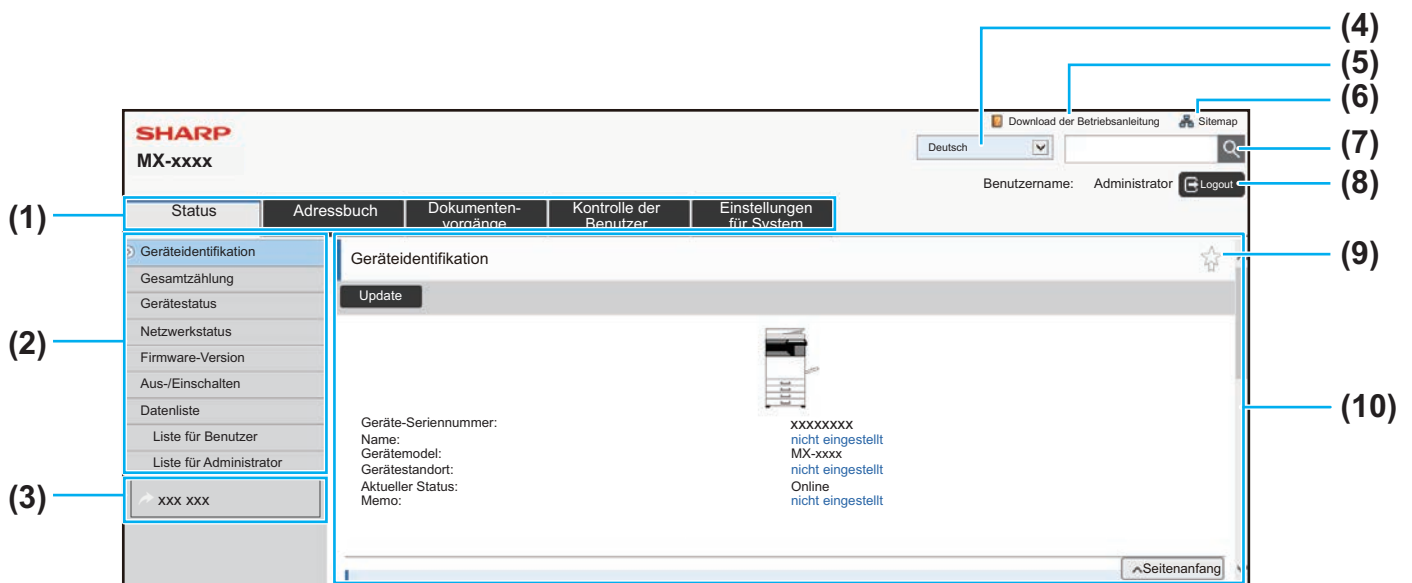 (4)
(5)
(6)
SHARP
MX-xxxx
Download der Betriebsanleitung Sitemap
Deutsch
(7)
Benutzername: Administrator Logout
(8)
(1)
Status
Adressbuch
Dokumenten-
vorgänge
Kontrolle der
Benutzer
Einstellungen
für System
(2)
Geräteidentifikation
Gesamtzählung
Gerätestatus
Netzwerkstatus
Firmware-Version
Aus-/Einschalten
Datenliste
Liste für Benutzer
Liste für Administrator
(3)
xxx xxx
Geräteidentifikation
(9)
Update
(10)
Geräte-Seriennummer: xxxxxxxx
Name: nicht eingestellt
Gerätemodel: MX-xxxx
Gerätestandort: nicht eingestellt
Aktueller Status: Online
Memo: nicht eingestellt
Seitenanfang